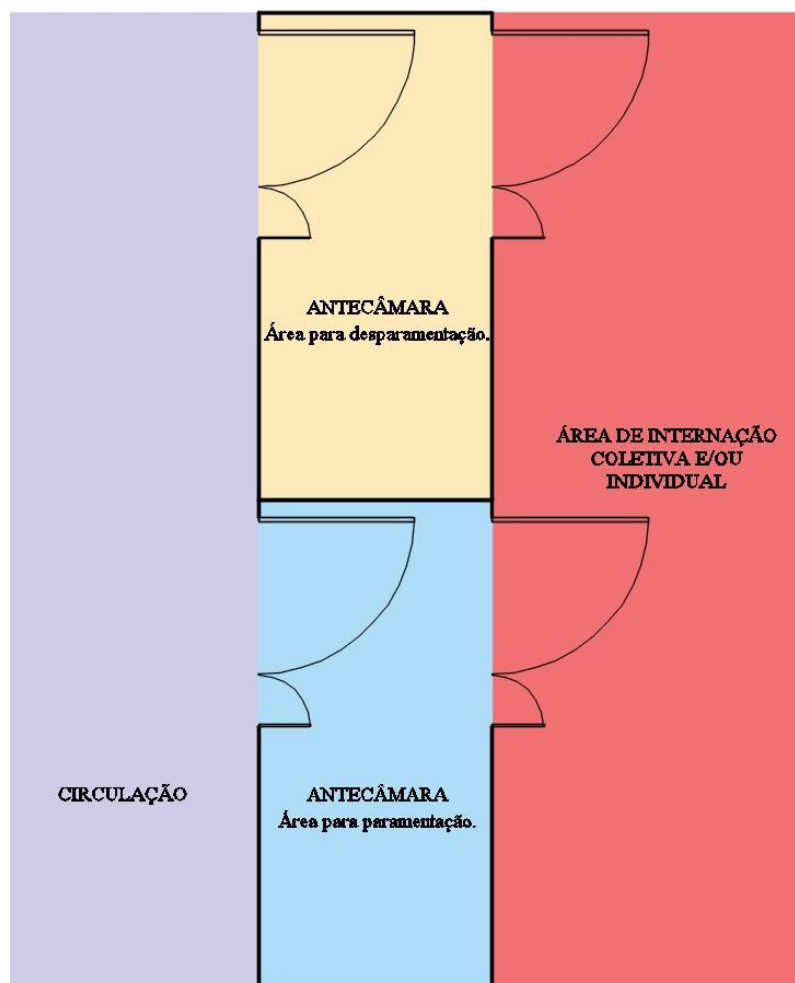 ANTECÂMARA
Área para desparamentação.
ÁREA DE INTERNAÇÃO
COLETIVA E/OU
INDIVIDUAL
CIRCULAÇÃO
ANTECÂMARA
Área para paramentação.